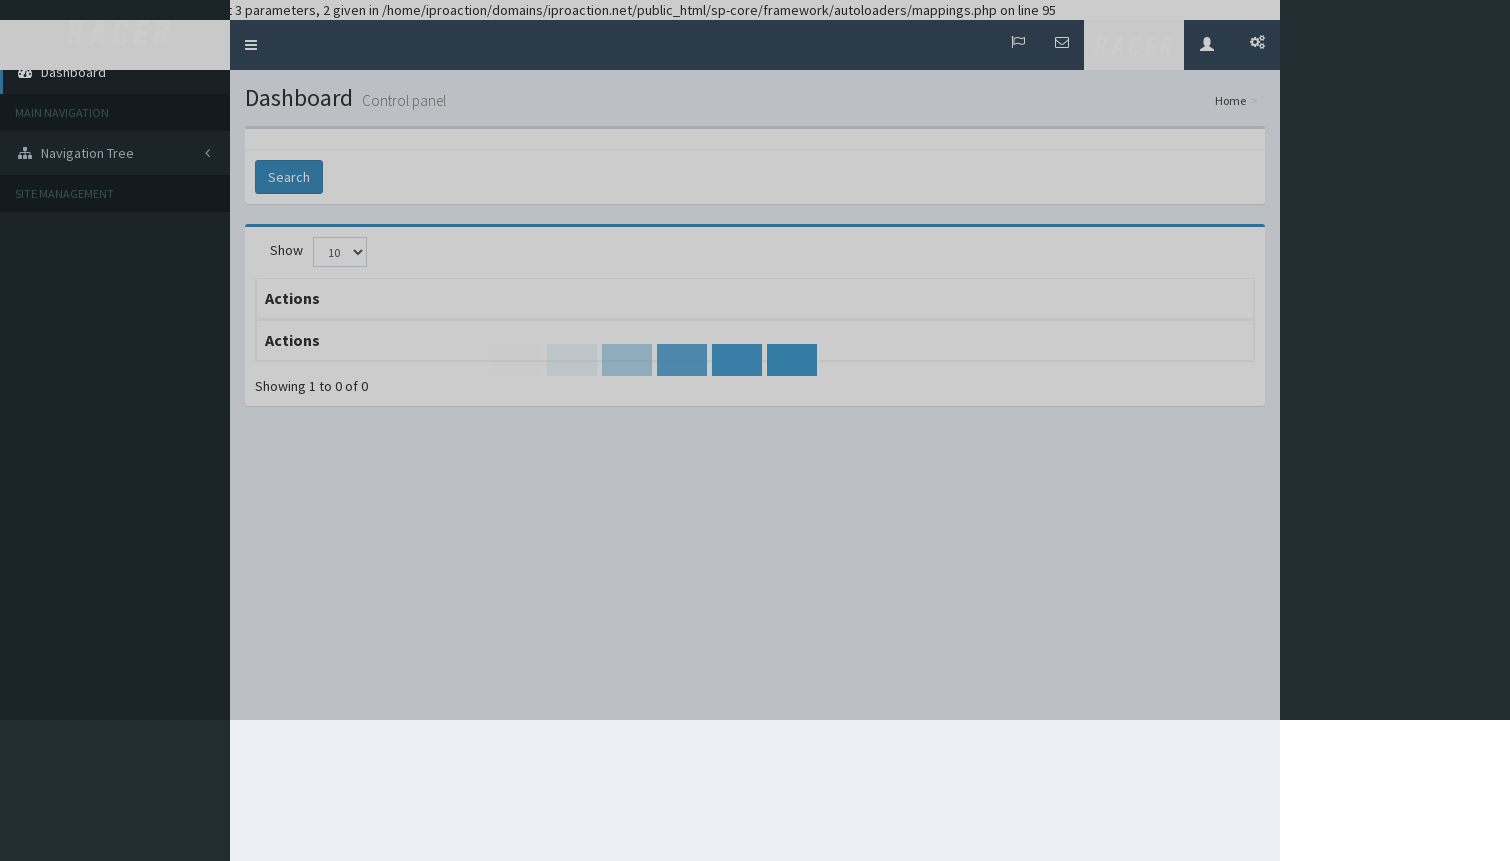 3 parameters, 2 given in /home/iproaction/domains/iproaction.net/public_html/sp-core/framework/autoloaders/mappings.php on line 95
RACER
RACER
Dashboard
MAIN NAVIGATION
Navigation Tree
SITE MANAGEMENT
Dashboard Control panel
Home >
Search
Show 10
Actions
Actions
Showing 1 to 0 of 0